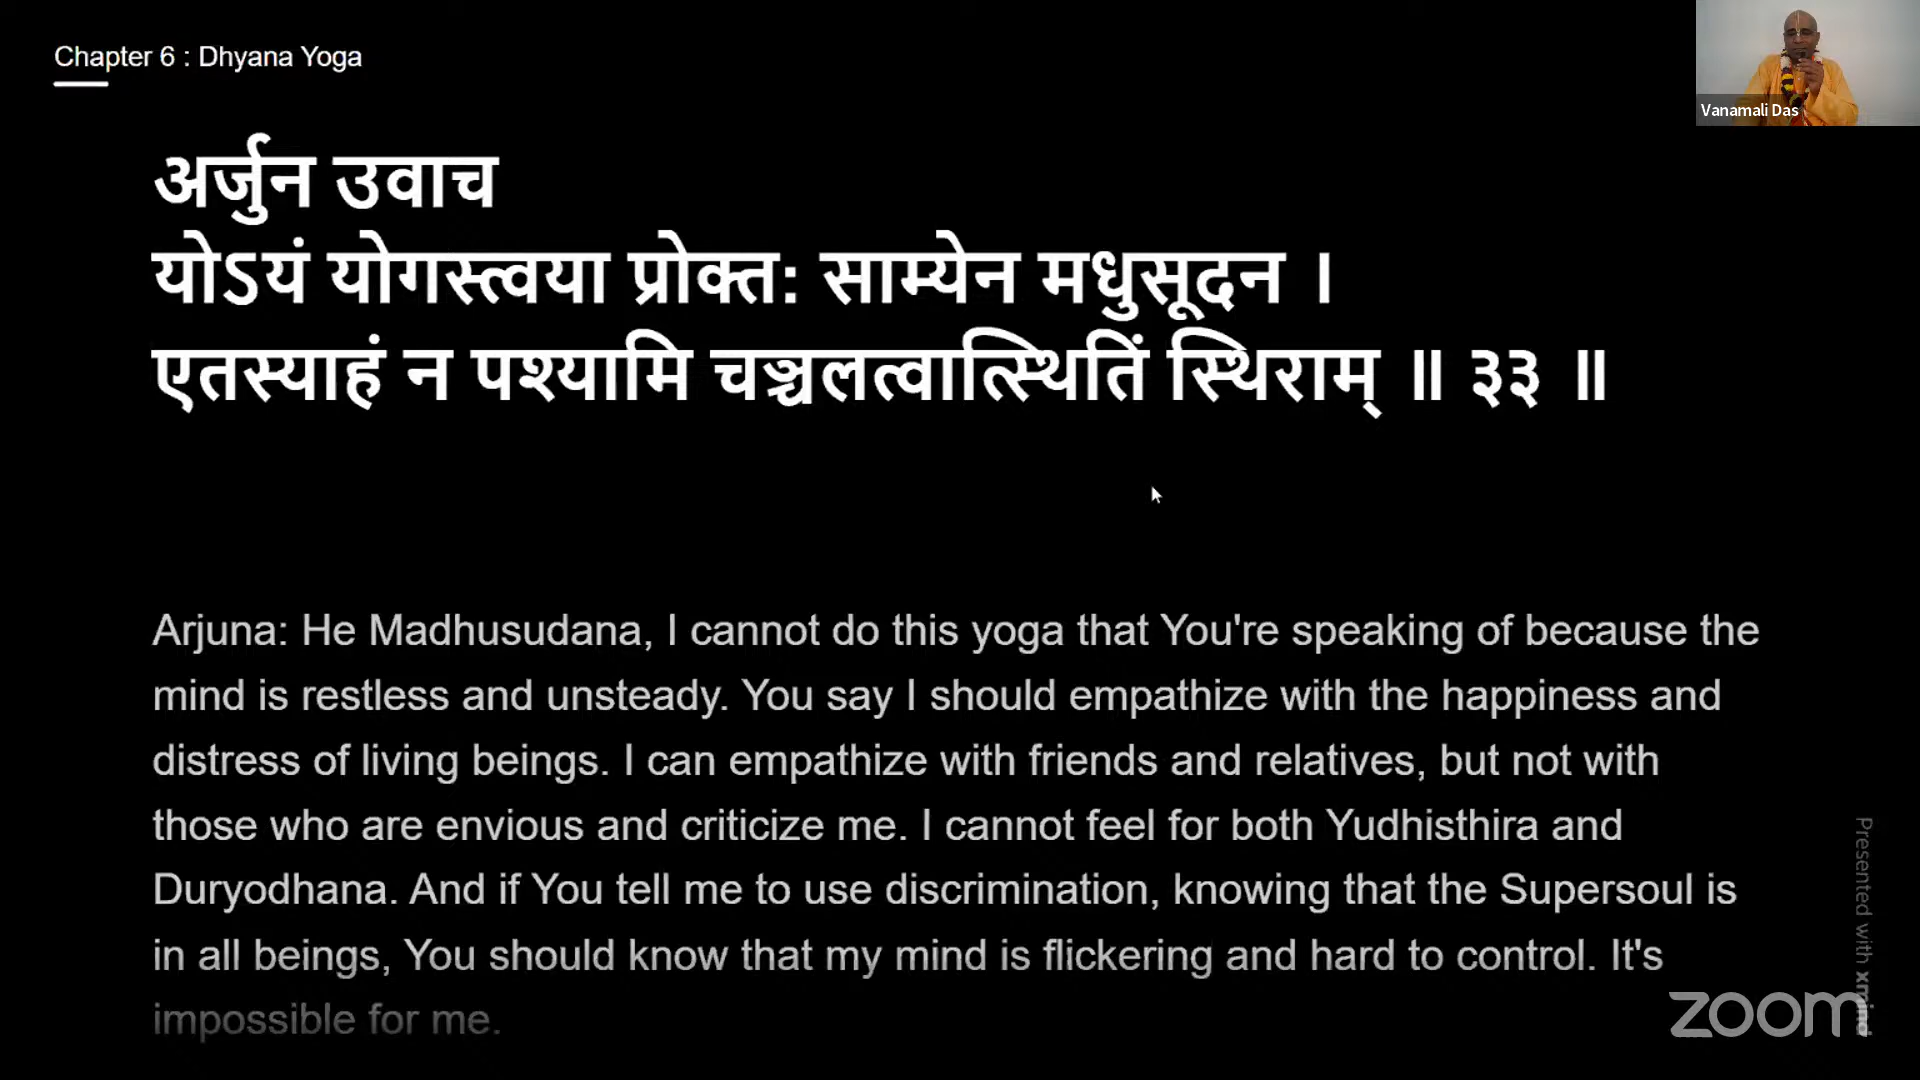 Chapter 6 : Dhyana Yoga
Vanamali Das
अर्जुन उवाच
योऽयं योगस्त्वया प्रोक्तः साम्येन मधुसूदन ।
एतस्याहं न पश्यामि चञ्चलत्वात्स्थितिं स्थिराम् ॥ ३३ ॥
Arjuna: He Madhusudana, I cannot do this yoga that You're speaking of because the
mind is restless and unsteady. You say I should empathize with the happiness and
distress of living beings. I can empathize with friends and relatives, but not with
those who are envious and criticize me. I cannot feel for both Yudhisthira and
Duryodhana. And if You tell me to use discrimination, knowing that the Supersoul is
in all beings, You should know that my mind is flickering and hard to control. It's
impossible for me.
Presented with xmind
zoom